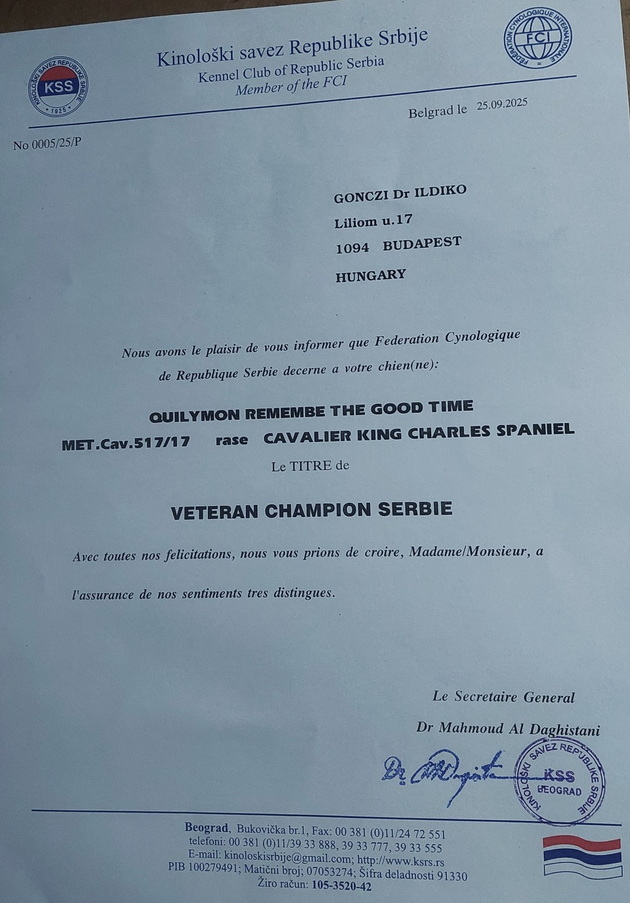 Kinološki savez Republike Srbije
Kennel Club of Republic Serbia
Member of the FCI
KINOLOŠKI SAVEZ REPUBLIKE SRBIJE
KSS
1925
FEDERATION CYNOLOGIQUE INTERNATIONALE
FCI
Belgrad le 25.09.2025
No 0005/25/P
GONCZI Dr ILDIKO
Liliom u.17
1094 BUDAPEST
HUNGARY
Nous avons le plaisir de vous informer que Federation Cynologique
de Republique Serbie decerne a votre chien(ne):
QUILYMON REMEMBE THE GOOD TIME
MET.Cav.517/17 rase CAVALIER KING CHARLES SPANIEL
Le TITRE de
VETERAN CHAMPION SERBIE
Avec toutes nos felicitations, nous vous prions de croire, Madame/Monsieur, a
l'assurance de nos sentiments tres distingues.
Le Secretaire General
Dr Mahmoud Al Daghistani
KINOLOŠKI SAVEZ REPUBLIKE SRBIJE
KSS
BEOGRAD
Beograd, Bukovička br.1, Fax: 00 381 (0)11/24 72 551
telefoni: 00 381 (0)11/39 33 888, 39 33 777, 39 33 555
E-mail: kinoloskisrbije@gmail.com; http://www.ksrs.rs
PIB 100279491; Matični broj; 07053274; Šifra deladnosti 91330
Žiro račun: 105-3520-42